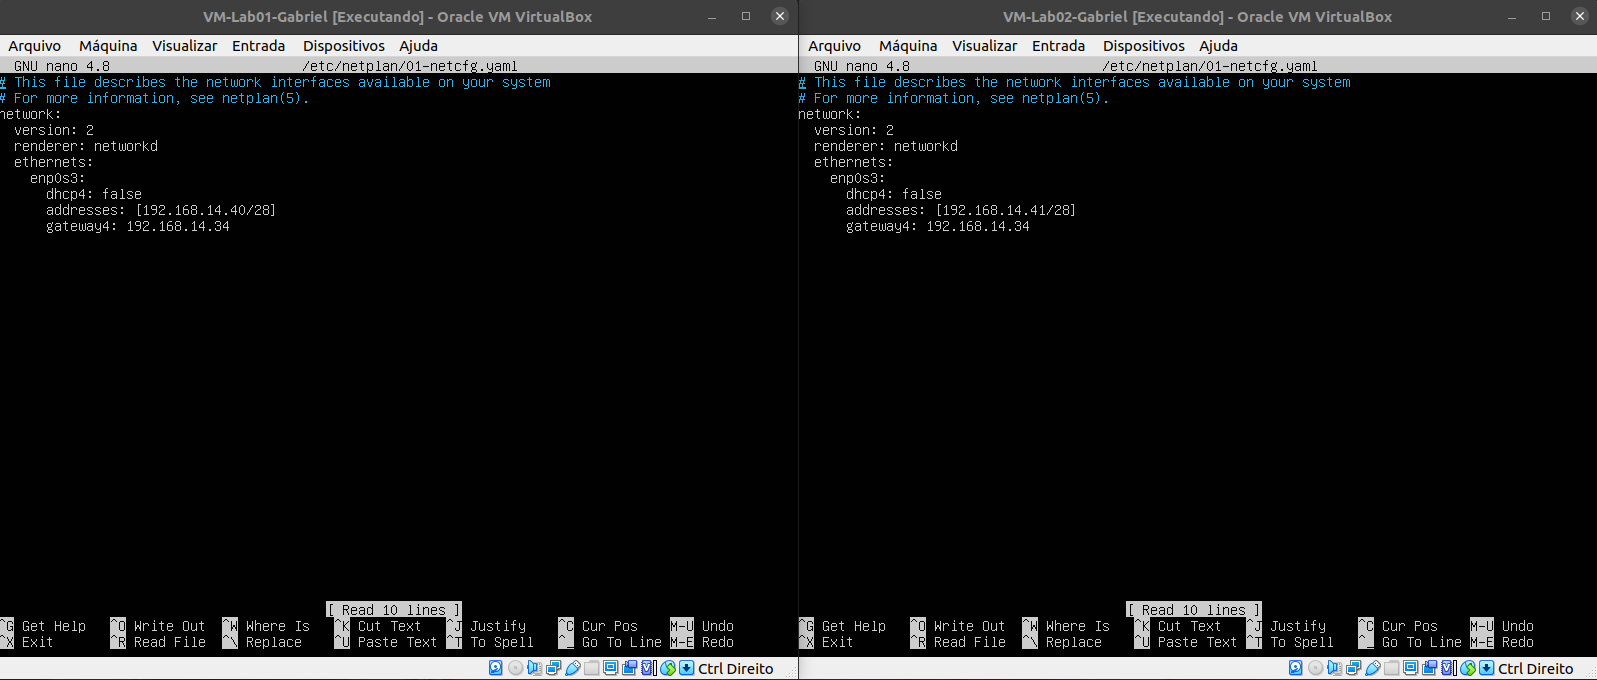 VM-Lab01-Gabriel [Executando] - Oracle VM VirtualBox
Arquivo Máquina Visualizar Entrada Dispositivos Ajuda
GNU nano 4.8 /etc/netplan/01-netcfg.yaml
# This file describes the network interfaces available on your system
# For more information, see netplan(5).
network:
  version: 2
  renderer: networkd
  ethernets:
    enp0s3:
      dhcp4: false
      addresses: [192.168.14.40/28]
      gateway4: 192.168.14.34
[ Read 10 lines ]
^G Get Help ^O Write Out ^W Where Is ^K Cut Text ^J Justify ^C Cur Pos M-U Undo
^X Exit ^R Read File ^\ Replace ^U Paste Text ^T To Spell ^_ Go To Line M-E Redo
Ctrl Direito
VM-Lab02-Gabriel [Executando] - Oracle VM VirtualBox
Arquivo Máquina Visualizar Entrada Dispositivos Ajuda
GNU nano 4.8 /etc/netplan/01-netcfg.yaml
# This file describes the network interfaces available on your system
# For more information, see netplan(5).
network:
  version: 2
  renderer: networkd
  ethernets:
    enp0s3:
      dhcp4: false
      addresses: [192.168.14.41/28]
      gateway4: 192.168.14.34
[ Read 10 lines ]
^G Get Help ^O Write Out ^W Where Is ^K Cut Text ^J Justify ^C Cur Pos M-U Undo
^X Exit ^R Read File ^\ Replace ^U Paste Text ^T To Spell ^_ Go To Line M-E Redo
Ctrl Direito